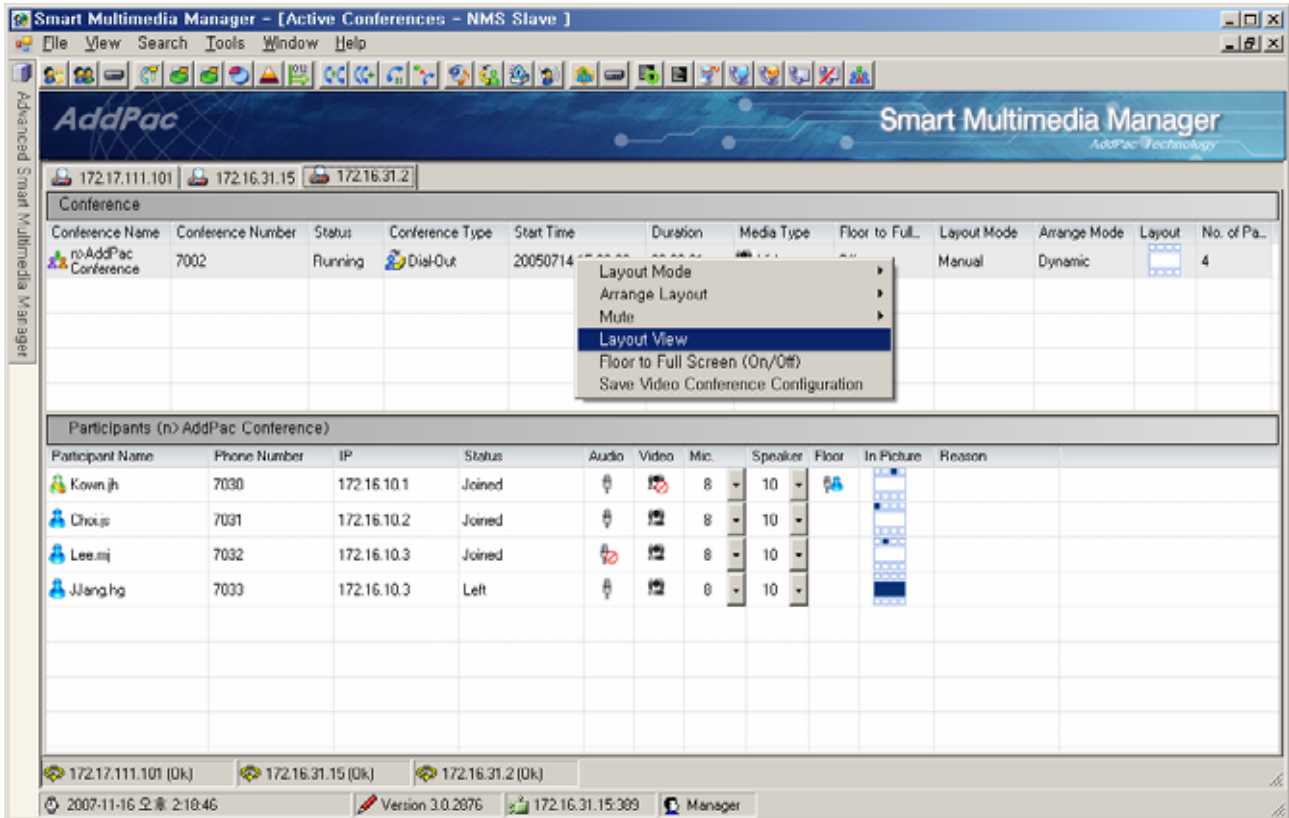 Smart Multimedia Manager - [Active Conferences - NMS Slave ]
File View Search Tools Window Help
AddPac
Smart Multimedia Manager
AddPac Technology
Advanced Smart Multimedia Manager
172.17.111.101 172.16.31.15 172.16.31.2
Conference
Conference Name Conference Number Status Conference Type Start Time Duration Media Type Floor to Full... Layout Mode Arrange Mode Layout No. of Pa...
n>AddPac Conference 7002 Running Dial-Out 20050714 Manual Dynamic 4
Layout Mode
Arrange Layout
Mute
Layout View
Floor to Full Screen (On/Off)
Save Video Conference Configuration
Participants (n>AddPac Conference)
Participant Name Phone Number IP Status Audio Video Mic. Speaker Floor In Picture Reason
Kown.jh 7030 172.16.10.1 Joined 8 10
Choi.js 7031 172.16.10.2 Joined 8 10
Lee.mj 7032 172.16.10.3 Joined 8 10
JJang.hg 7033 172.16.10.3 Left 8 10
172.17.111.101 (Ok) 172.16.31.15 (Ok) 172.16.31.2 (Ok)
2007-11-16 오후 2:18:46 Version 3.0.2876 172.16.31.15:389 Manager